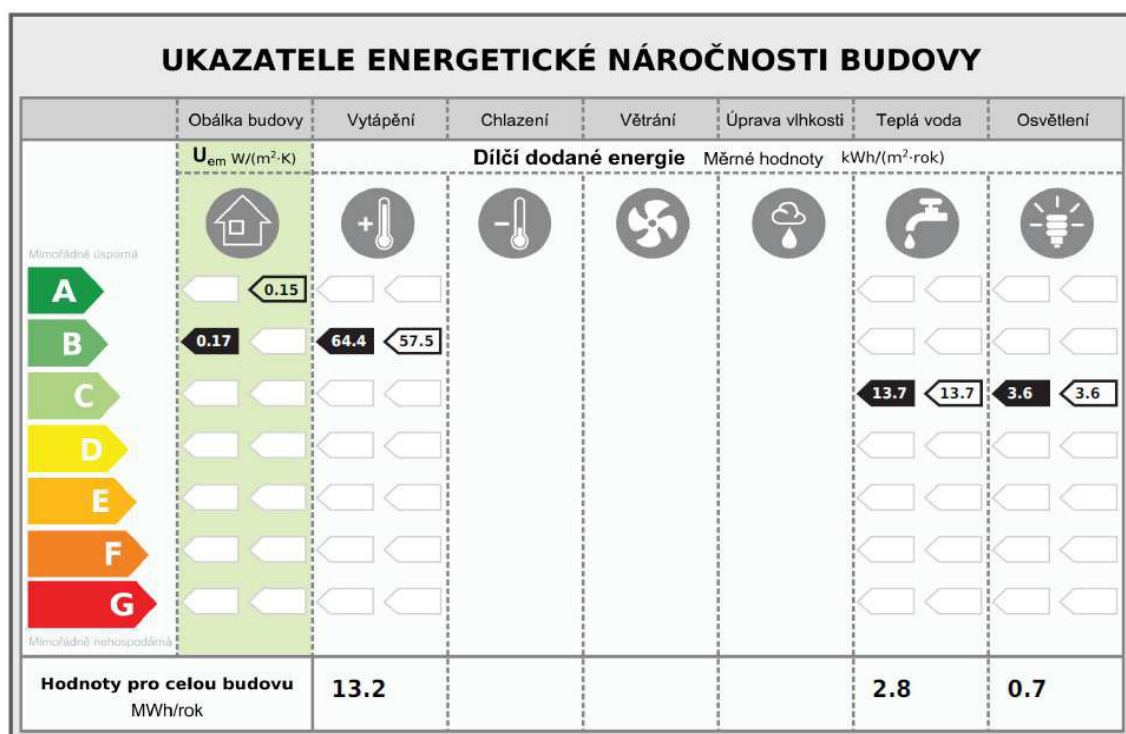 UKAZATELE ENERGETICKÉ NÁROČNOSTI BUDOVY
Obálka budovy Vytápění Chlazení Větrání Úprava vlhkosti Teplá voda Osvětlení
Uem W/(m²·K) Dílčí dodané energie Měrné hodnoty kWh/(m²·rok)
Mimořádně úsporná
A 0.15
B 0.17 64.4 57.5
C 13.7 13.7 3.6 3.6
D
E
F
G
Mimořádně nehospodárná
Hodnoty pro celou budovu 13.2 2.8 0.7
MWh/rok